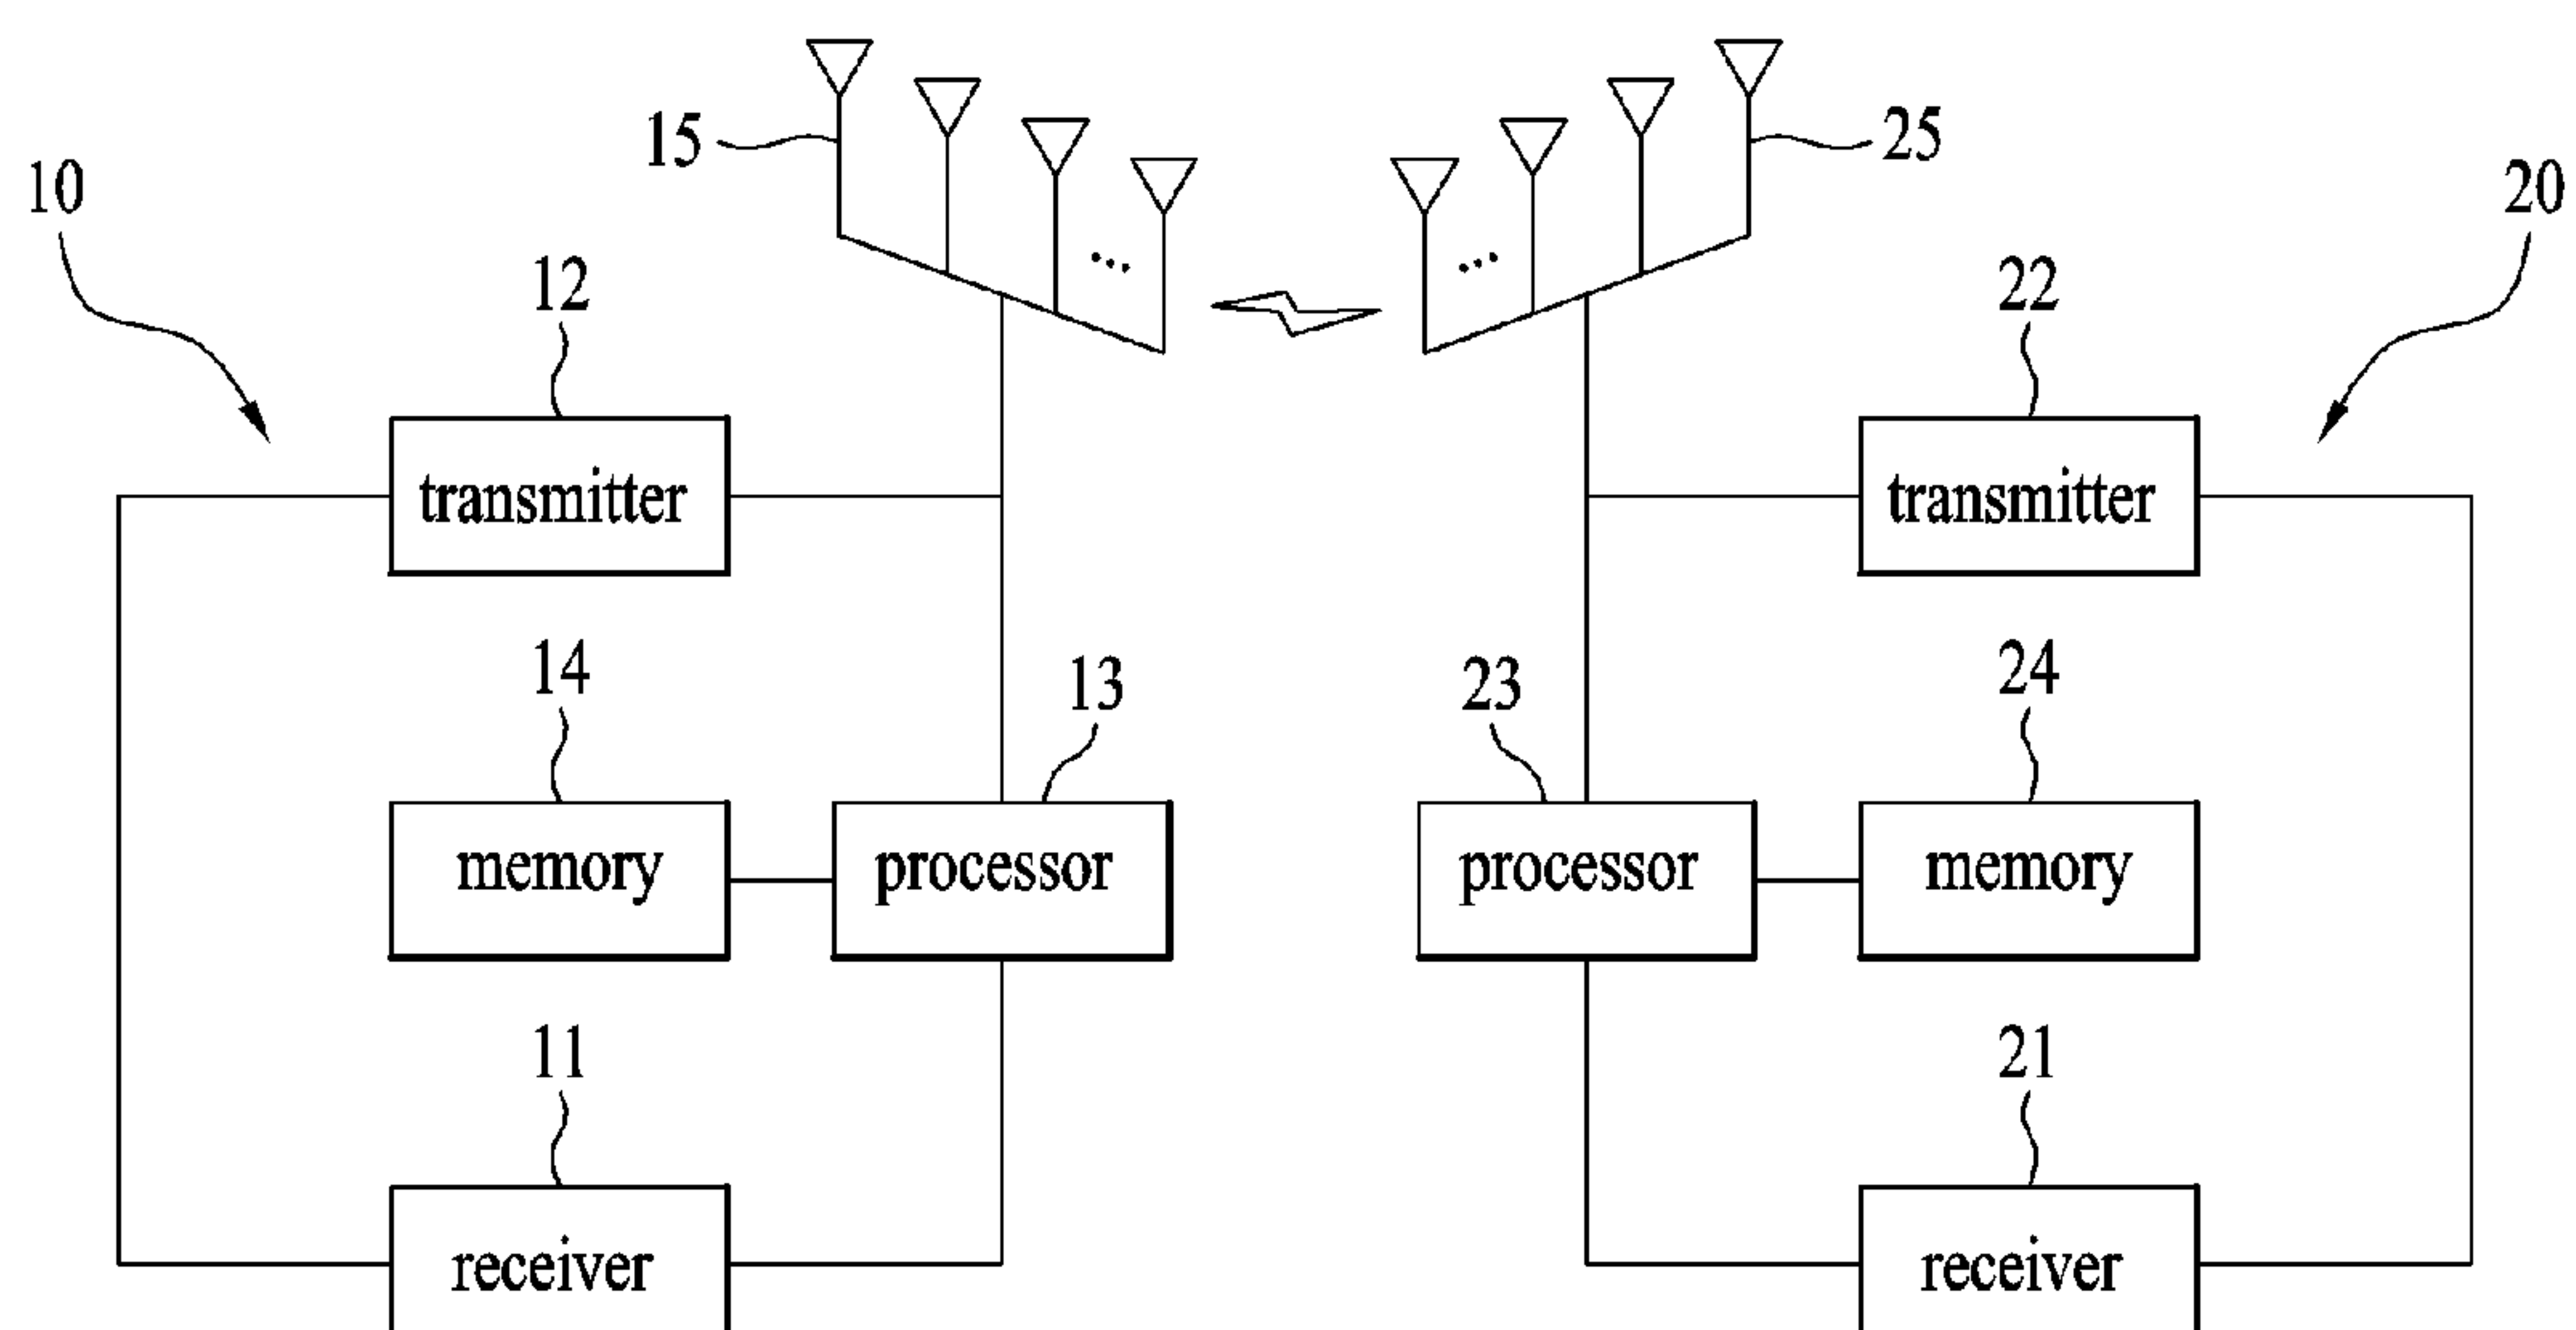 15
25
10
20
12
22
transmitter
transmitter
14
13
23
24
memory
processor
processor
memory
11
21
receiver
receiver